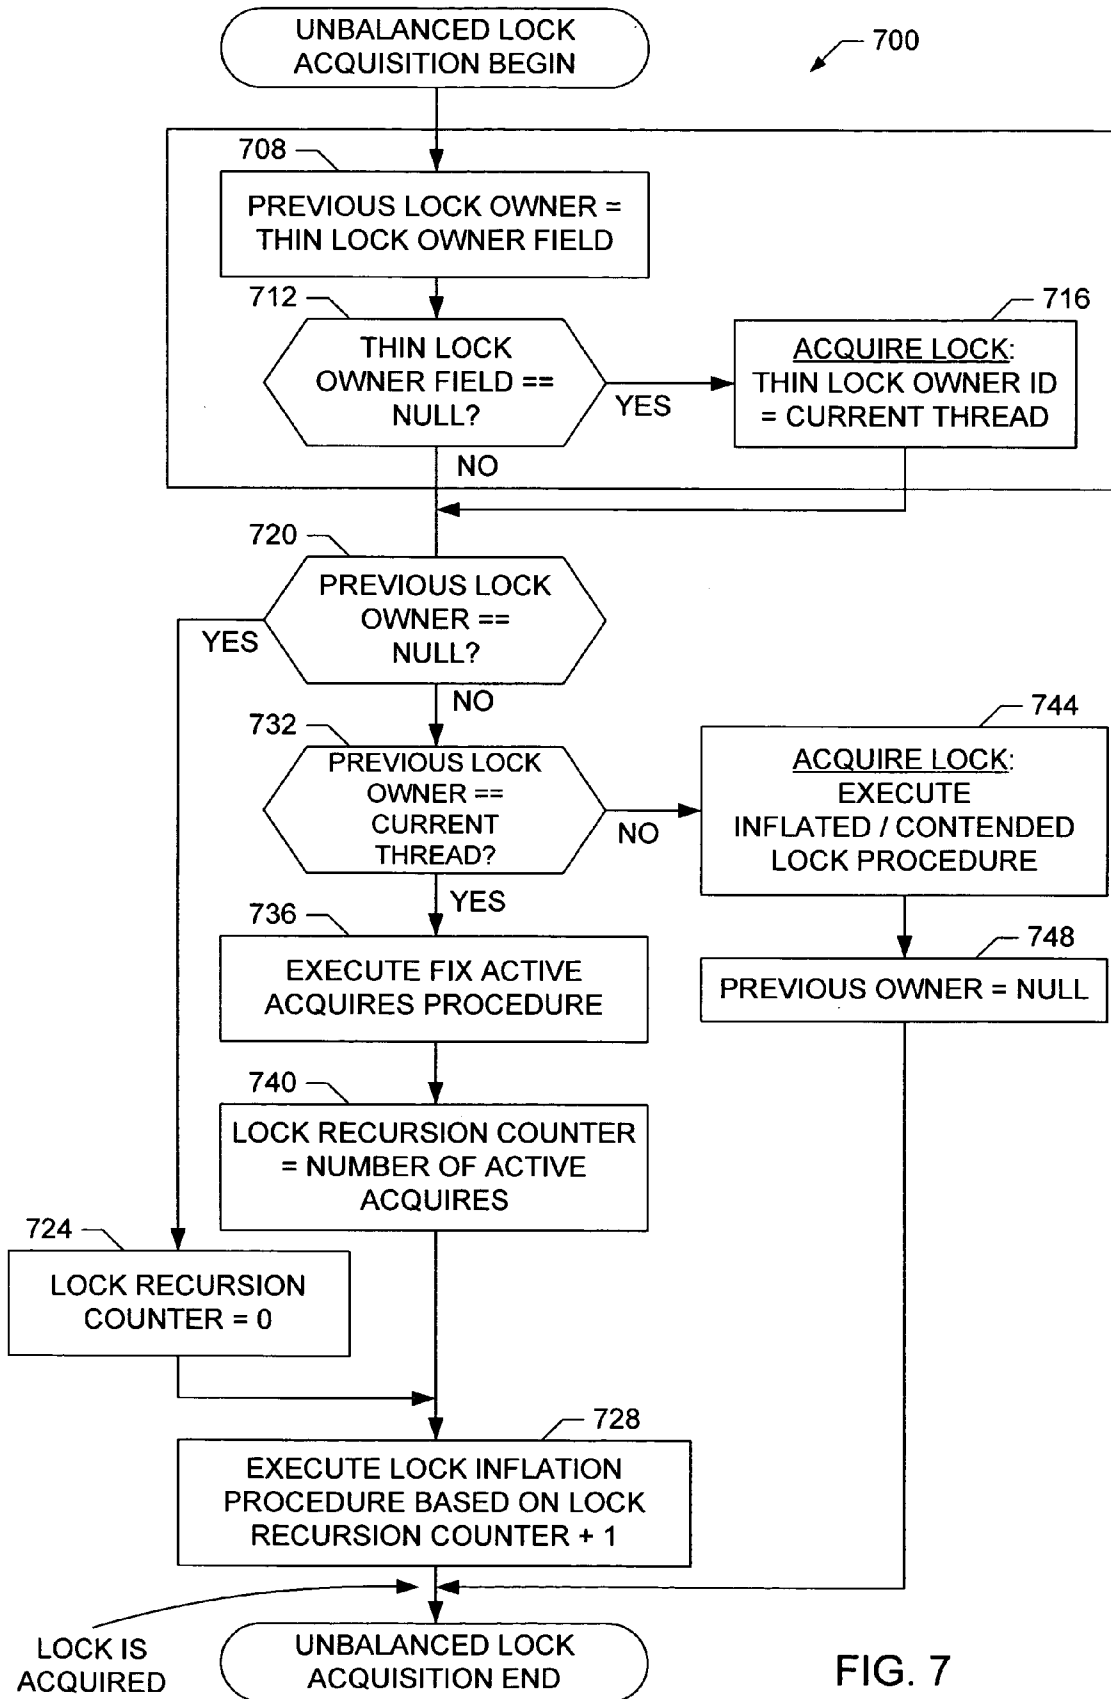 UNBALANCED LOCK
ACQUISITION BEGIN
700
708
PREVIOUS LOCK OWNER =
THIN LOCK OWNER FIELD
712
THIN LOCK
OWNER FIELD ==
NULL?
YES
NO
716
ACQUIRE LOCK:
THIN LOCK OWNER ID
= CURRENT THREAD
720
PREVIOUS LOCK
OWNER ==
NULL?
YES
NO
732
PREVIOUS LOCK
OWNER ==
CURRENT
THREAD?
NO
YES
744
ACQUIRE LOCK:
EXECUTE
INFLATED / CONTENDED
LOCK PROCEDURE
736
EXECUTE FIX ACTIVE
ACQUIRES PROCEDURE
748
PREVIOUS OWNER = NULL
740
LOCK RECURSION COUNTER
= NUMBER OF ACTIVE
ACQUIRES
724
LOCK RECURSION
COUNTER = 0
728
EXECUTE LOCK INFLATION
PROCEDURE BASED ON LOCK
RECURSION COUNTER + 1
LOCK IS
ACQUIRED
UNBALANCED LOCK
ACQUISITION END
FIG. 7